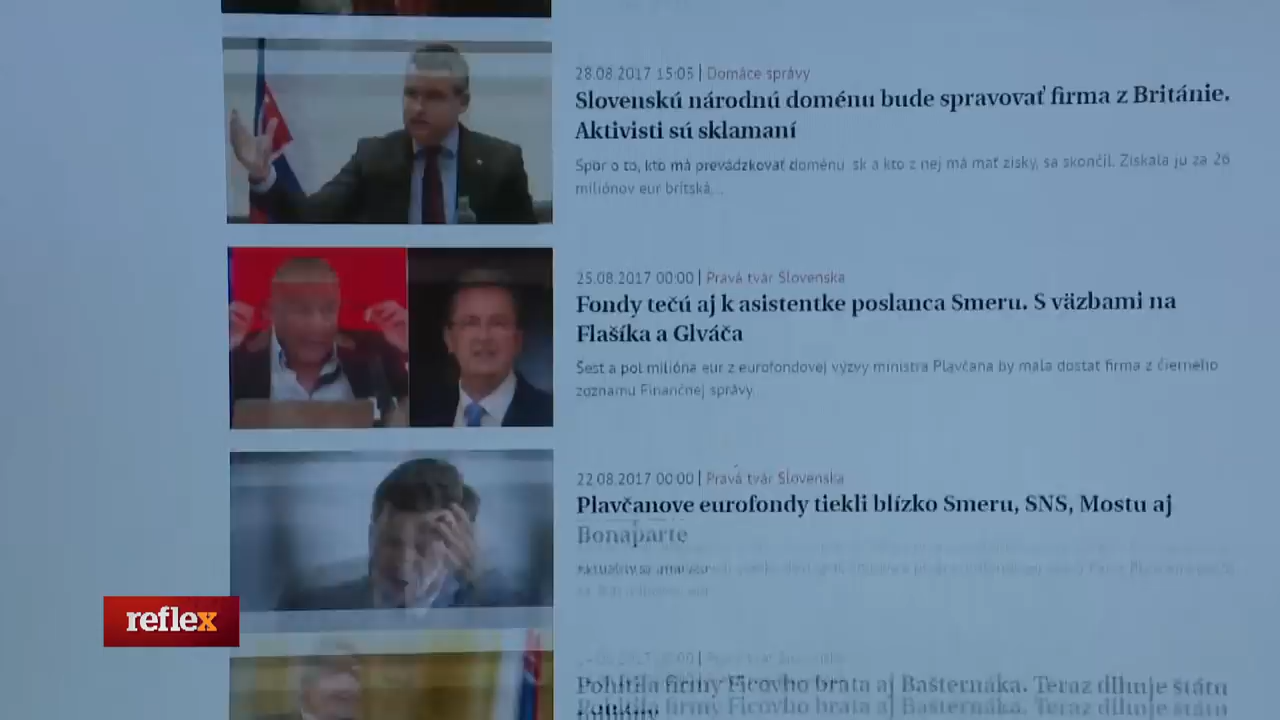 28.08.2017 15:05 | Domáce správy
Slovenskú národnú doménu bude spravovať firma z Británie.
Aktivisti sú sklamaní
Spor o to, kto má prevádzkovať doménu .sk a kto z nej má mať zisky, sa skončil. Získala ju za 26
miliónov eur britská...
25.08.2017 00:00 | Pravá tvár Slovenska
Fondy tečú aj k asistentke poslanca Smeru. S väzbami na
Flašíka a Glváča
Šesť a pol milióna eur z eurofondovej výzvy ministra Plavčana by mala dostať firma z čierneho
zoznamu Finančnej správy.
22.08.2017 00:00 | Pravá tvár Slovenska
Plavčanove eurofondy tiekli blízko Smeru, SNS, Mostu aj
Bonaparte
reflex
Pohltila firmy Ficovho brata aj Bašternáka. Teraz dlhuje štátu